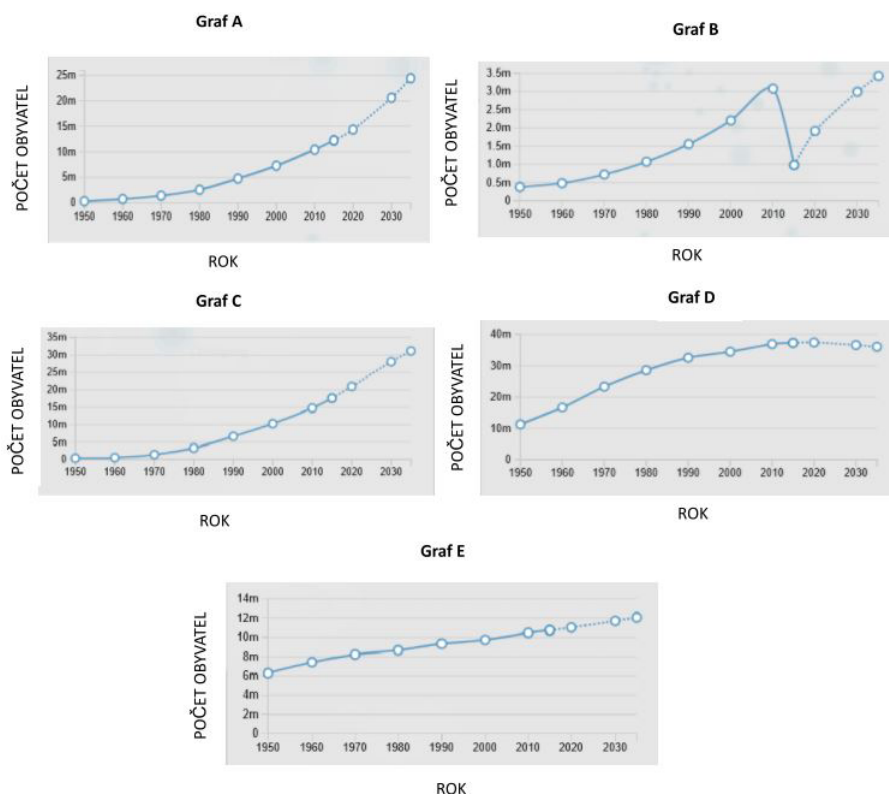 Graf A
POČET OBYVATEL
25m
20m
15m
10m
5m
0
1950 1960 1970 1980 1990 2000 2010 2020 2030
ROK
Graf B
POČET OBYVATEL
3.5m
3.0m
2.5m
2.0m
1.5m
1.0m
0.5m
0
1950 1960 1970 1980 1990 2000 2010 2020 2030
ROK
Graf C
POČET OBYVATEL
35m
30m
25m
20m
15m
10m
5m
0
1950 1960 1970 1980 1990 2000 2010 2020 2030
ROK
Graf D
POČET OBYVATEL
40m
30m
20m
10m
0
1950 1960 1970 1980 1990 2000 2010 2020 2030
ROK
Graf E
POČET OBYVATEL
14m
12m
10m
8m
6m
4m
2m
0
1950 1960 1970 1980 1990 2000 2010 2020 2030
ROK